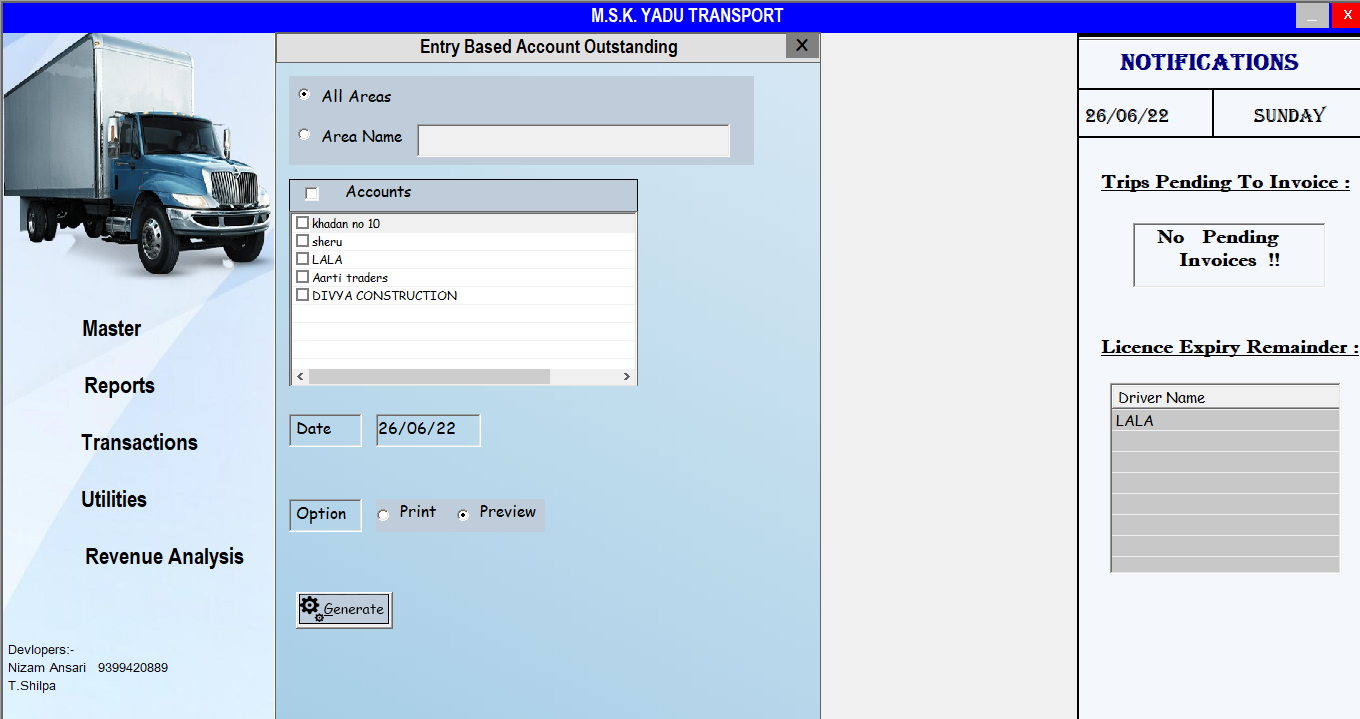 M.S.K. YADU TRANSPORT
_ X
Entry Based Account Outstanding X
All Areas
Area Name
Accounts
khadan no 10
sheru
LALA
Aarti traders
DIVYA CONSTRUCTION
Date 26/06/22
Option Print Preview
Generate
Master
Reports
Transactions
Utilities
Revenue Analysis
Devlopers:-
Nizam Ansari 9399420889
T.Shilpa
NOTIFICATIONS
26/06/22 SUNDAY
Trips Pending To Invoice :
No Pending
Invoices !!
Licence Expiry Remainder :
Driver Name
LALA